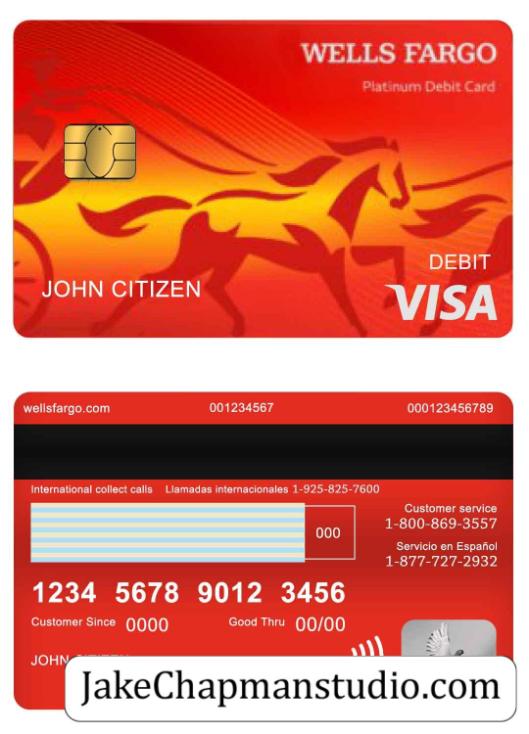 WELLS FARGO
Platinum Debit Card
DEBIT
JOHN CITIZEN
VISA
wellsfargo.com 001234567 000123456789
International collect calls Llamadas internacionales 1-925-825-7600
Customer service
1-800-869-3557
000
Servicio en Español
1-877-727-2932
1234 5678 9012 3456
Customer Since 0000 Good Thru 00/00
JOHN
JakeChapmanstudio.com